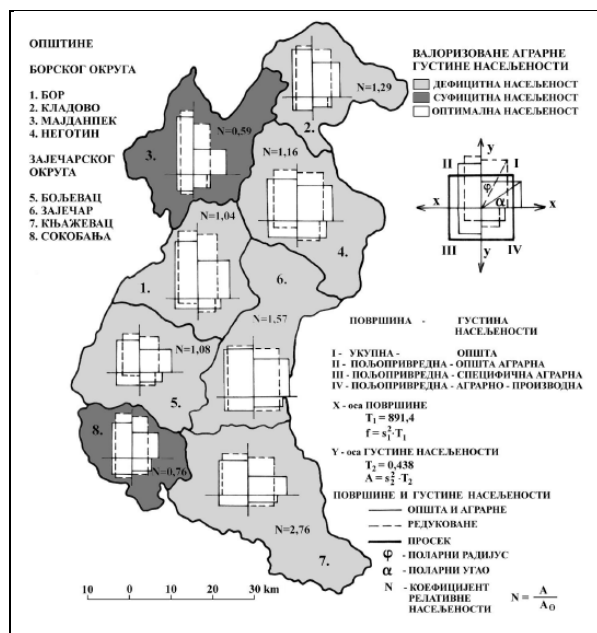 ОПШТИНЕ
БОРСКОГ ОКРУГА
1. БОР
2. КЛАДОВО
3. МАЈДАНПЕК
4. НЕГОТИН
ЗАЈЕЧАРСКОГ
ОКРУГА
5. БОЉЕВАЦ
6. ЗАЈЕЧАР
7. КЊАЖЕВАЦ
8. СОКОБАЊА
N=1,29
2.
N=0,59
3.
N=1,16
4.
N=1,04
1.
6.
N=1,57
N=1,08
5.
8.
N=0,76
N=2,76
7.
10 0 10 20 30 km
ВАЛОРИЗОВАНЕ АГРАРНЕ
ГУСТИНЕ НАСЕЉЕНОСТИ
ДЕФИЦИТНА НАСЕЉЕНОСТ
СУФИЦИТНА НАСЕЉЕНОСТ
ОПТИМАЛНА НАСЕЉЕНОСТ
y
II I
φ
x α x
III IV
y
ПОВРШИНА - ГУСТИНА
НАСЕЉЕНОСТИ
I - УКУПНА - ОПШТА
II - ПОЉОПРИВРЕДНА - ОПШТА АГРАРНА
III - ПОЉОПРИВРЕДНА - СПЕЦИФИЧНА АГРАРНА
IV - ПОЉОПРИВРЕДНА - АГРАРНО - ПРОИЗВОДНА
X - оса ПОВРШИНЕ
T₁ = 891,4
f = s₁²·T₁
Y - оса ГУСТИНЕ НАСЕЉЕНОСТИ
T₂ = 0,438
A = s₂²·T₂
ПОВРШИНЕ И ГУСТИНЕ НАСЕЉЕНОСТИ
ОПШТА И АГРАРНЕ
РЕДУКОВАНЕ
ПРОСЕК
φ - ПОЛАРНИ РАДИЈУС
α - ПОЛАРНИ УГАО
N - КОЕФИЦИЈЕНТ
РЕЛАТИВНЕ
НАСЕЉЕНОСТИ N = A / A₀